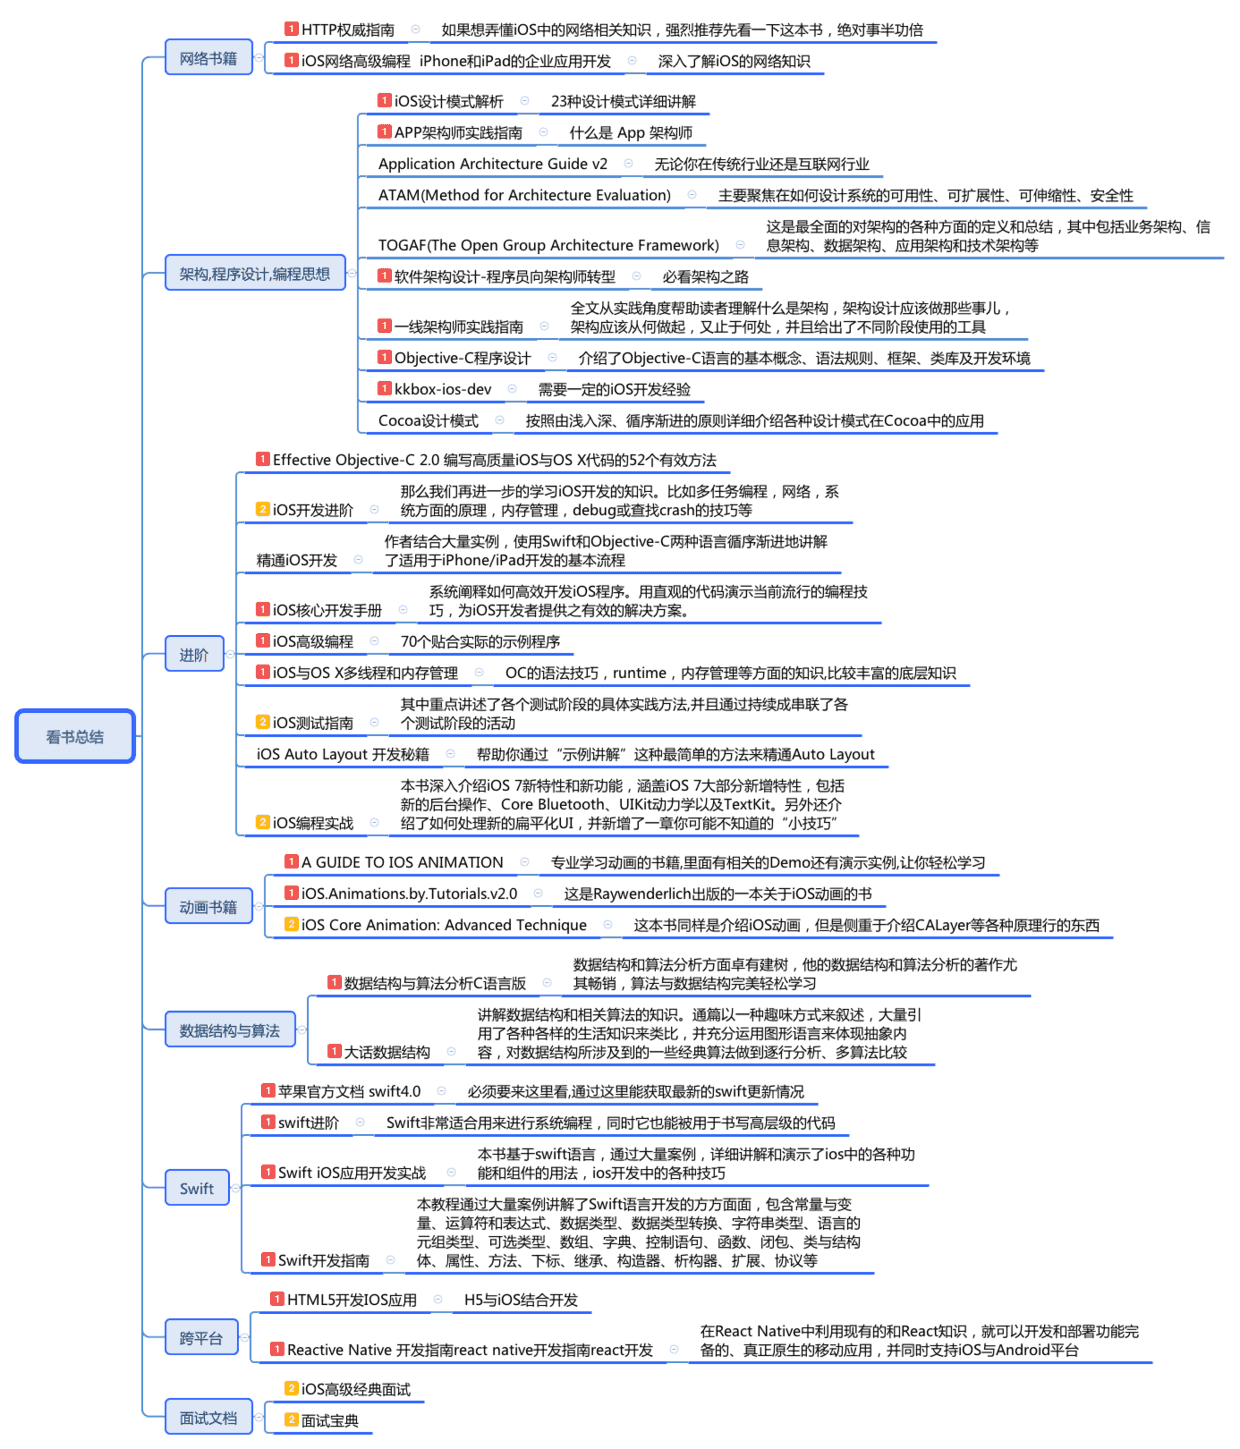 看书总结
网络书籍
1 HTTP权威指南
如果想弄懂iOS中的网络相关知识，强烈推荐先看一下这本书，绝对事半功倍
1 iOS网络高级编程 iPhone和iPad的企业应用开发
深入了解iOS的网络知识
架构,程序设计,编程思想
1 iOS设计模式解析
23种设计模式详细讲解
1 APP架构师实践指南
什么是 App 架构师
Application Architecture Guide v2
无论你在传统行业还是互联网行业
ATAM(Method for Architecture Evaluation)
主要聚焦在如何设计系统的可用性、可扩展性、可伸缩性、安全性
TOGAF(The Open Group Architecture Framework)
这是最全面的对架构的各种方面的定义和总结，其中包括业务架构、信
息架构、数据架构、应用架构和技术架构等
1 软件架构设计-程序员向架构师转型
必看架构之路
1 一线架构师实践指南
全文从实践角度帮助读者理解什么是架构，架构设计应该做那些事儿，
架构应该从何做起，又止于何处，并且给出了不同阶段使用的工具
1 Objective-C程序设计
介绍了Objective-C语言的基本概念、语法规则、框架、类库及开发环境
1 kkbox-ios-dev
需要一定的iOS开发经验
Cocoa设计模式
按照由浅入深、循序渐进的原则详细介绍各种设计模式在Cocoa中的应用
进阶
1 Effective Objective-C 2.0 编写高质量iOS与OS X代码的52个有效方法
2 iOS开发进阶
那么我们再进一步的学习iOS开发的知识。比如多任务编程，网络，系
统方面的原理，内存管理，debug或查找crash的技巧等
精通iOS开发
作者结合大量实例，使用Swift和Objective-C两种语言循序渐进地讲解
了适用于iPhone/iPad开发的基本流程
1 iOS核心开发手册
系统阐释如何高效开发iOS程序。用直观的代码演示当前流行的编程技
巧，为iOS开发者提供之有效的解决方案。
1 iOS高级编程
70个贴合实际的示例程序
1 iOS与OS X多线程和内存管理
OC的语法技巧，runtime，内存管理等方面的知识,比较丰富的底层知识
2 iOS测试指南
其中重点讲述了各个测试阶段的具体实践方法,并且通过持续成串联了各
个测试阶段的活动
iOS Auto Layout 开发秘籍
帮助你通过“示例讲解”这种最简单的方法来精通Auto Layout
2 iOS编程实战
本书深入介绍iOS 7新特性和新功能，涵盖iOS 7大部分新增特性，包括
新的后台操作、Core Bluetooth、UIKit动力学以及TextKit。另外还介
绍了如何处理新的扁平化UI，并新增了一章你可能不知道的“小技巧”
动画书籍
1 A GUIDE TO IOS ANIMATION
专业学习动画的书籍,里面有相关的Demo还有演示实例,让你轻松学习
1 iOS.Animations.by.Tutorials.v2.0
这是Raywenderlich出版的一本关于iOS动画的书
2 iOS Core Animation: Advanced Technique
这本书同样是介绍iOS动画，但是侧重于介绍CALayer等各种原理行的东西
数据结构与算法
1 数据结构与算法分析C语言版
数据结构和算法分析方面卓有建树，他的数据结构和算法分析的著作尤
其畅销，算法与数据结构完美轻松学习
1 大话数据结构
讲解数据结构和相关算法的知识。通篇以一种趣味方式来叙述，大量引
用了各种各样的生活知识来类比，并充分运用图形语言来体现抽象内
容，对数据结构所涉及到的一些经典算法做到逐行分析、多算法比较
Swift
1 苹果官方文档 swift4.0
必须要来这里看,通过这里能获取最新的swift更新情况
1 swift进阶
Swift非常适合用来进行系统编程，同时它也能被用于书写高层级的代码
1 Swift iOS应用开发实战
本书基于swift语言，通过大量案例，详细讲解和演示了ios中的各种功
能和组件的用法，ios开发中的各种技巧
1 Swift开发指南
本教程通过大量案例讲解了Swift语言开发的方方面面，包含常量与变
量、运算符和表达式、数据类型、数据类型转换、字符串类型、语言的
元组类型、可选类型、数组、字典、控制语句、函数、闭包、类与结构
体、属性、方法、下标、继承、构造器、析构器、扩展、协议等
跨平台
1 HTML5开发IOS应用
H5与iOS结合开发
1 Reactive Native 开发指南react native开发指南react开发
在React Native中利用现有的和React知识，就可以开发和部署功能完
备的、真正原生的移动应用，并同时支持iOS与Android平台
面试文档
2 iOS高级经典面试
2 面试宝典